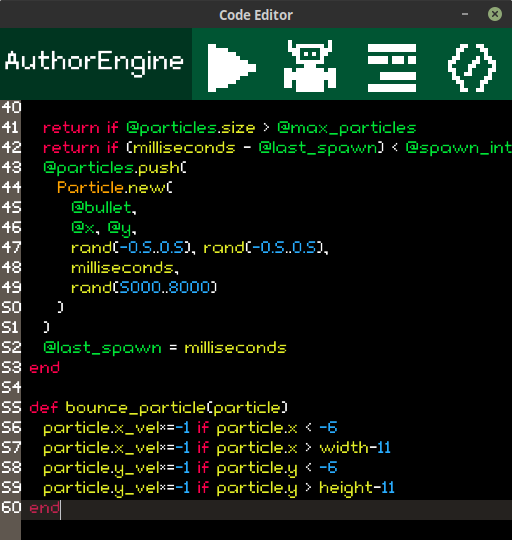 Code Editor
AuthorEngine
40
41 return if @particles.size > @max_particles
42 return if (milliseconds - @last_spawn) < @spawn_int
43 @particles.push(
44 Particle.new(
45 @bullet,
46 @x, @y,
47 rand(-0.5..0.5), rand(-0.5..0.5),
48 milliseconds,
49 rand(5000..8000)
50 )
51 )
52 @last_spawn = milliseconds
53 end
54
55 def bounce_particle(particle)
56 particle.x_vel*=-1 if particle.x < -6
57 particle.x_vel*=-1 if particle.x > width-11
58 particle.y_vel*=-1 if particle.y < -6
59 particle.y_vel*=-1 if particle.y > height-11
60 end